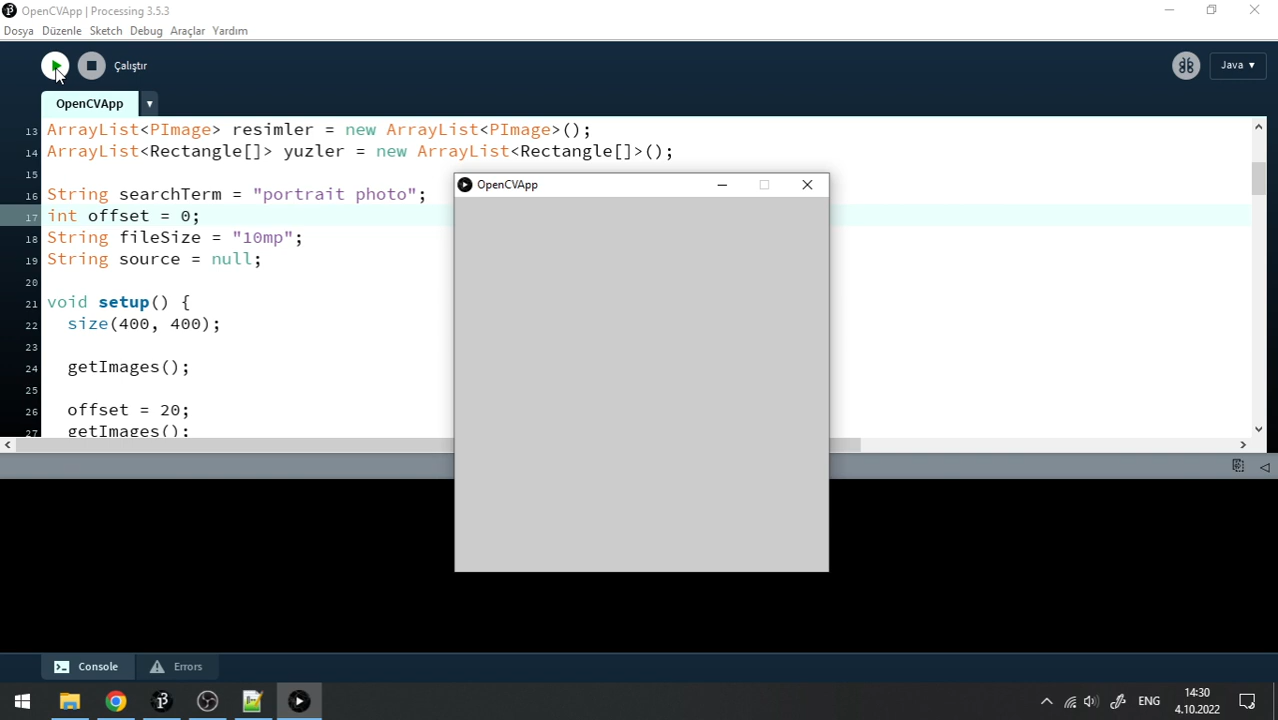 OpenCVApp | Processing 3.5.3
Dosya Düzenle Sketch Debug Araçlar Yardım
Çalıştır
Java ▾
OpenCVApp ▾
13 ArrayList<PImage> resimler = new ArrayList<PImage>();
14 ArrayList<Rectangle[]> yuzler = new ArrayList<Rectangle[]>();
15
16 String searchTerm = "portrait photo";
17 int offset = 0;
18 String fileSize = "10mp";
19 String source = null;
20
21 void setup() {
22 size(400, 400);
23
24 getImages();
25
26 offset = 20;
27 getImages();
OpenCVApp
Console
Errors
ENG
14:30
4.10.2022